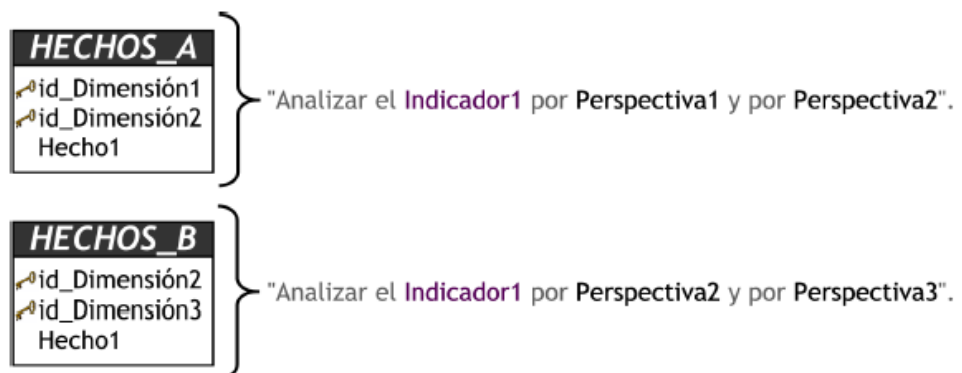 HECHOS_A
id_Dimensión1
id_Dimensión2
Hecho1
"Analizar el Indicador1 por Perspectiva1 y por Perspectiva2".
HECHOS_B
id_Dimensión2
id_Dimensión3
Hecho1
"Analizar el Indicador1 por Perspectiva2 y por Perspectiva3".